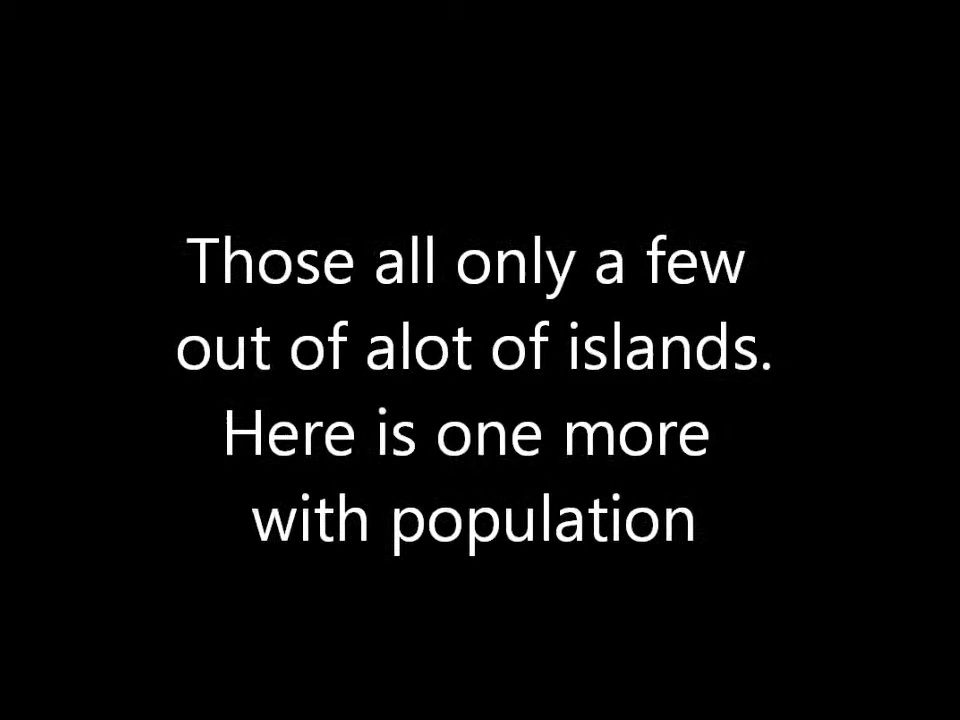 Those all only a few
out of alot of islands.
Here is one more
with population